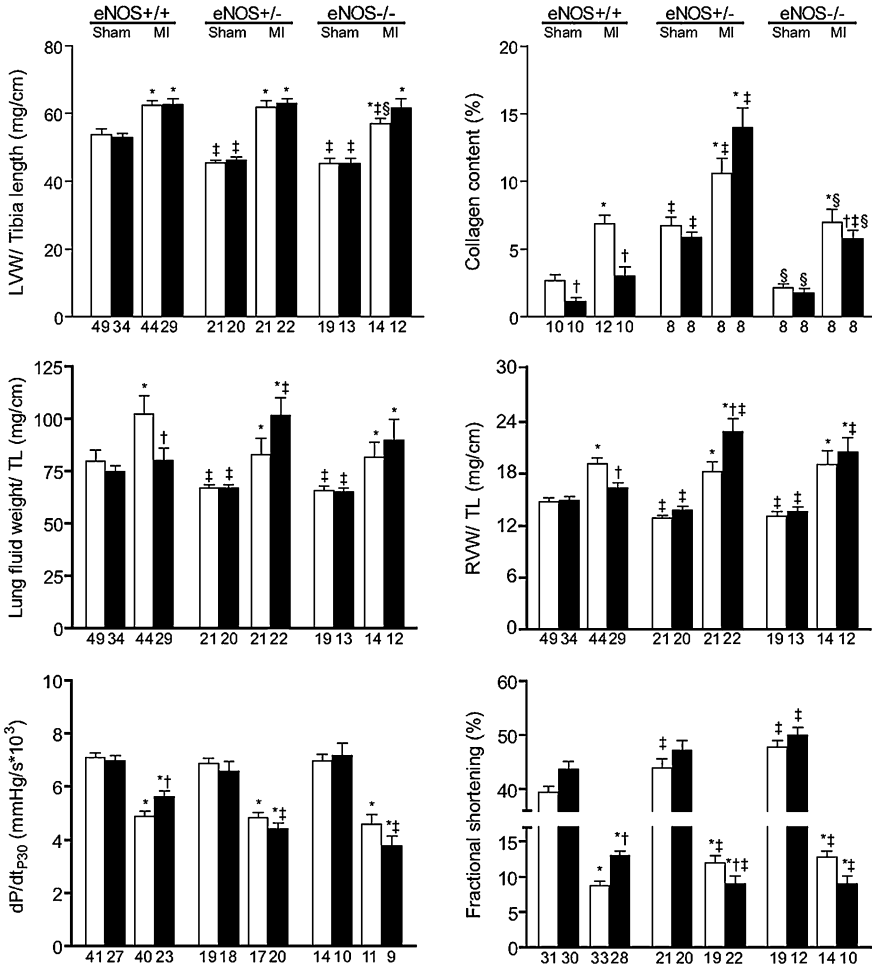 eNOS+/+ eNOS+/- eNOS-/-
Sham MI Sham MI Sham MI
LVW/ Tibia length (mg/cm)
80
60
40
20
0
* * * * *‡§ *
‡ ‡ ‡ ‡
49 34 44 29 21 20 21 22 19 13 14 12
eNOS+/+ eNOS+/- eNOS-/-
Sham MI Sham MI Sham MI
Collagen content (%)
20
15
10
5
0
† * † ‡ ‡ *‡ *‡ § § *§ †‡§
10 10 12 10 8 8 8 8 8 8 8 8
Lung fluid weight/ TL (mg/cm)
125
100
75
50
25
0
* † ‡ ‡ * *‡ ‡ ‡ * *
49 34 44 29 21 20 21 22 19 13 14 12
RVW/ TL (mg/cm)
30
24
18
12
6
0
* † ‡ ‡ * *†‡ ‡ ‡ * *‡
49 34 44 29 21 20 21 22 19 13 14 12
dP/dtP30 (mmHg/s*10-3)
10
8
6
4
2
0
* *† * *‡ * *‡
41 27 40 23 19 18 17 20 14 10 11 9
Fractional shortening (%)
60
50
40
15
10
5
0
* *† ‡ *‡ *†‡ ‡ ‡ *‡ *‡
31 30 33 28 21 20 19 22 19 12 14 10